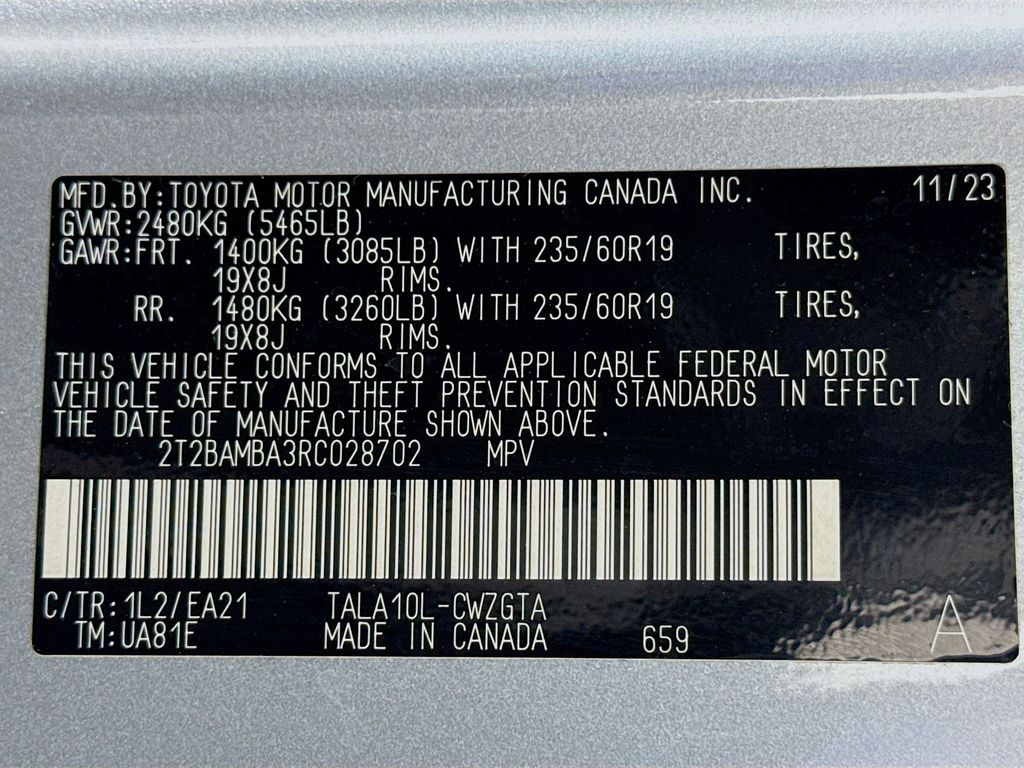 MFD.BY:TOYOTA MOTOR MANUFACTURING CANADA INC. 11/23
GVWR:2480KG (5465LB)
GAWR:FRT. 1400KG (3085LB) WITH 235/60R19 TIRES,
19X8J RIMS.
RR. 1480KG (3260LB) WITH 235/60R19 TIRES,
19X8J RIMS.
THIS VEHICLE CONFORMS TO ALL APPLICABLE FEDERAL MOTOR
VEHICLE SAFETY AND THEFT PREVENTION STANDARDS IN EFFECT ON
THE DATE OF MANUFACTURE SHOWN ABOVE.
2T2BAMBA3RC028702 MPV
C/TR:1L2/EA21 TALA10L-CWZGTA
TM:UA81E MADE IN CANADA 659 A